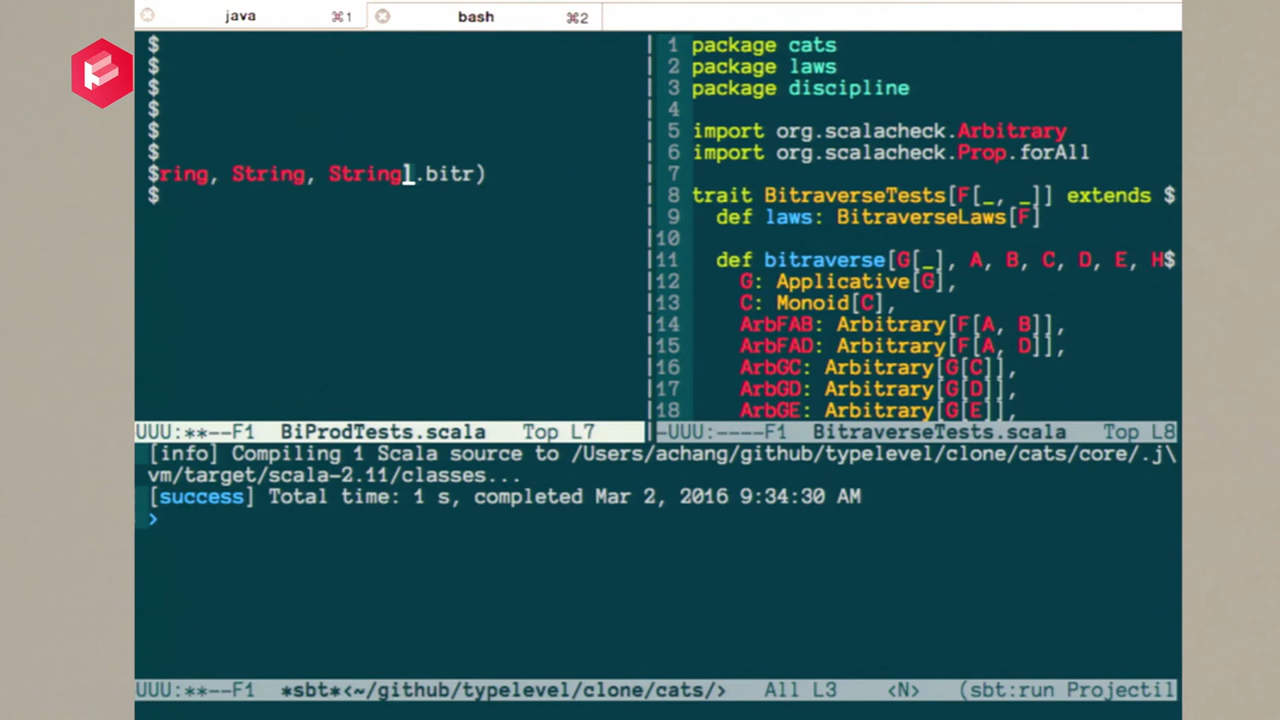 java ⌘1 bash ⌘2
$
$
$
$
$
$
$ring, String, String].bitr)
$
1 package cats
2 package laws
3 package discipline
4
5 import org.scalacheck.Arbitrary
6 import org.scalacheck.Prop.forAll
7
8 trait BitraverseTests[F[_, _]] extends $
9 def laws: BitraverseLaws[F]
10
11 def bitraverse[G[_], A, B, C, D, E, H$
12 G: Applicative[G],
13 C: Monoid[C],
14 ArbFAB: Arbitrary[F[A, B]],
15 ArbFAD: Arbitrary[F[A, D]],
16 ArbGC: Arbitrary[G[C]],
17 ArbGD: Arbitrary[G[D]],
18 ArbGE: Arbitrary[G[E]],
UUU:**--F1 BiProdTests.scala Top L7
-UUU:----F1 BitraverseTests.scala Top L8
[info] Compiling 1 Scala source to /Users/achang/github/typelevel/clone/cats/core/.j\
vm/target/scala-2.11/classes...
[success] Total time: 1 s, completed Mar 2, 2016 9:34:30 AM
>
UUU:**--F1 *sbt*<~/github/typelevel/clone/cats/> All L3 <N> (sbt:run Projectil